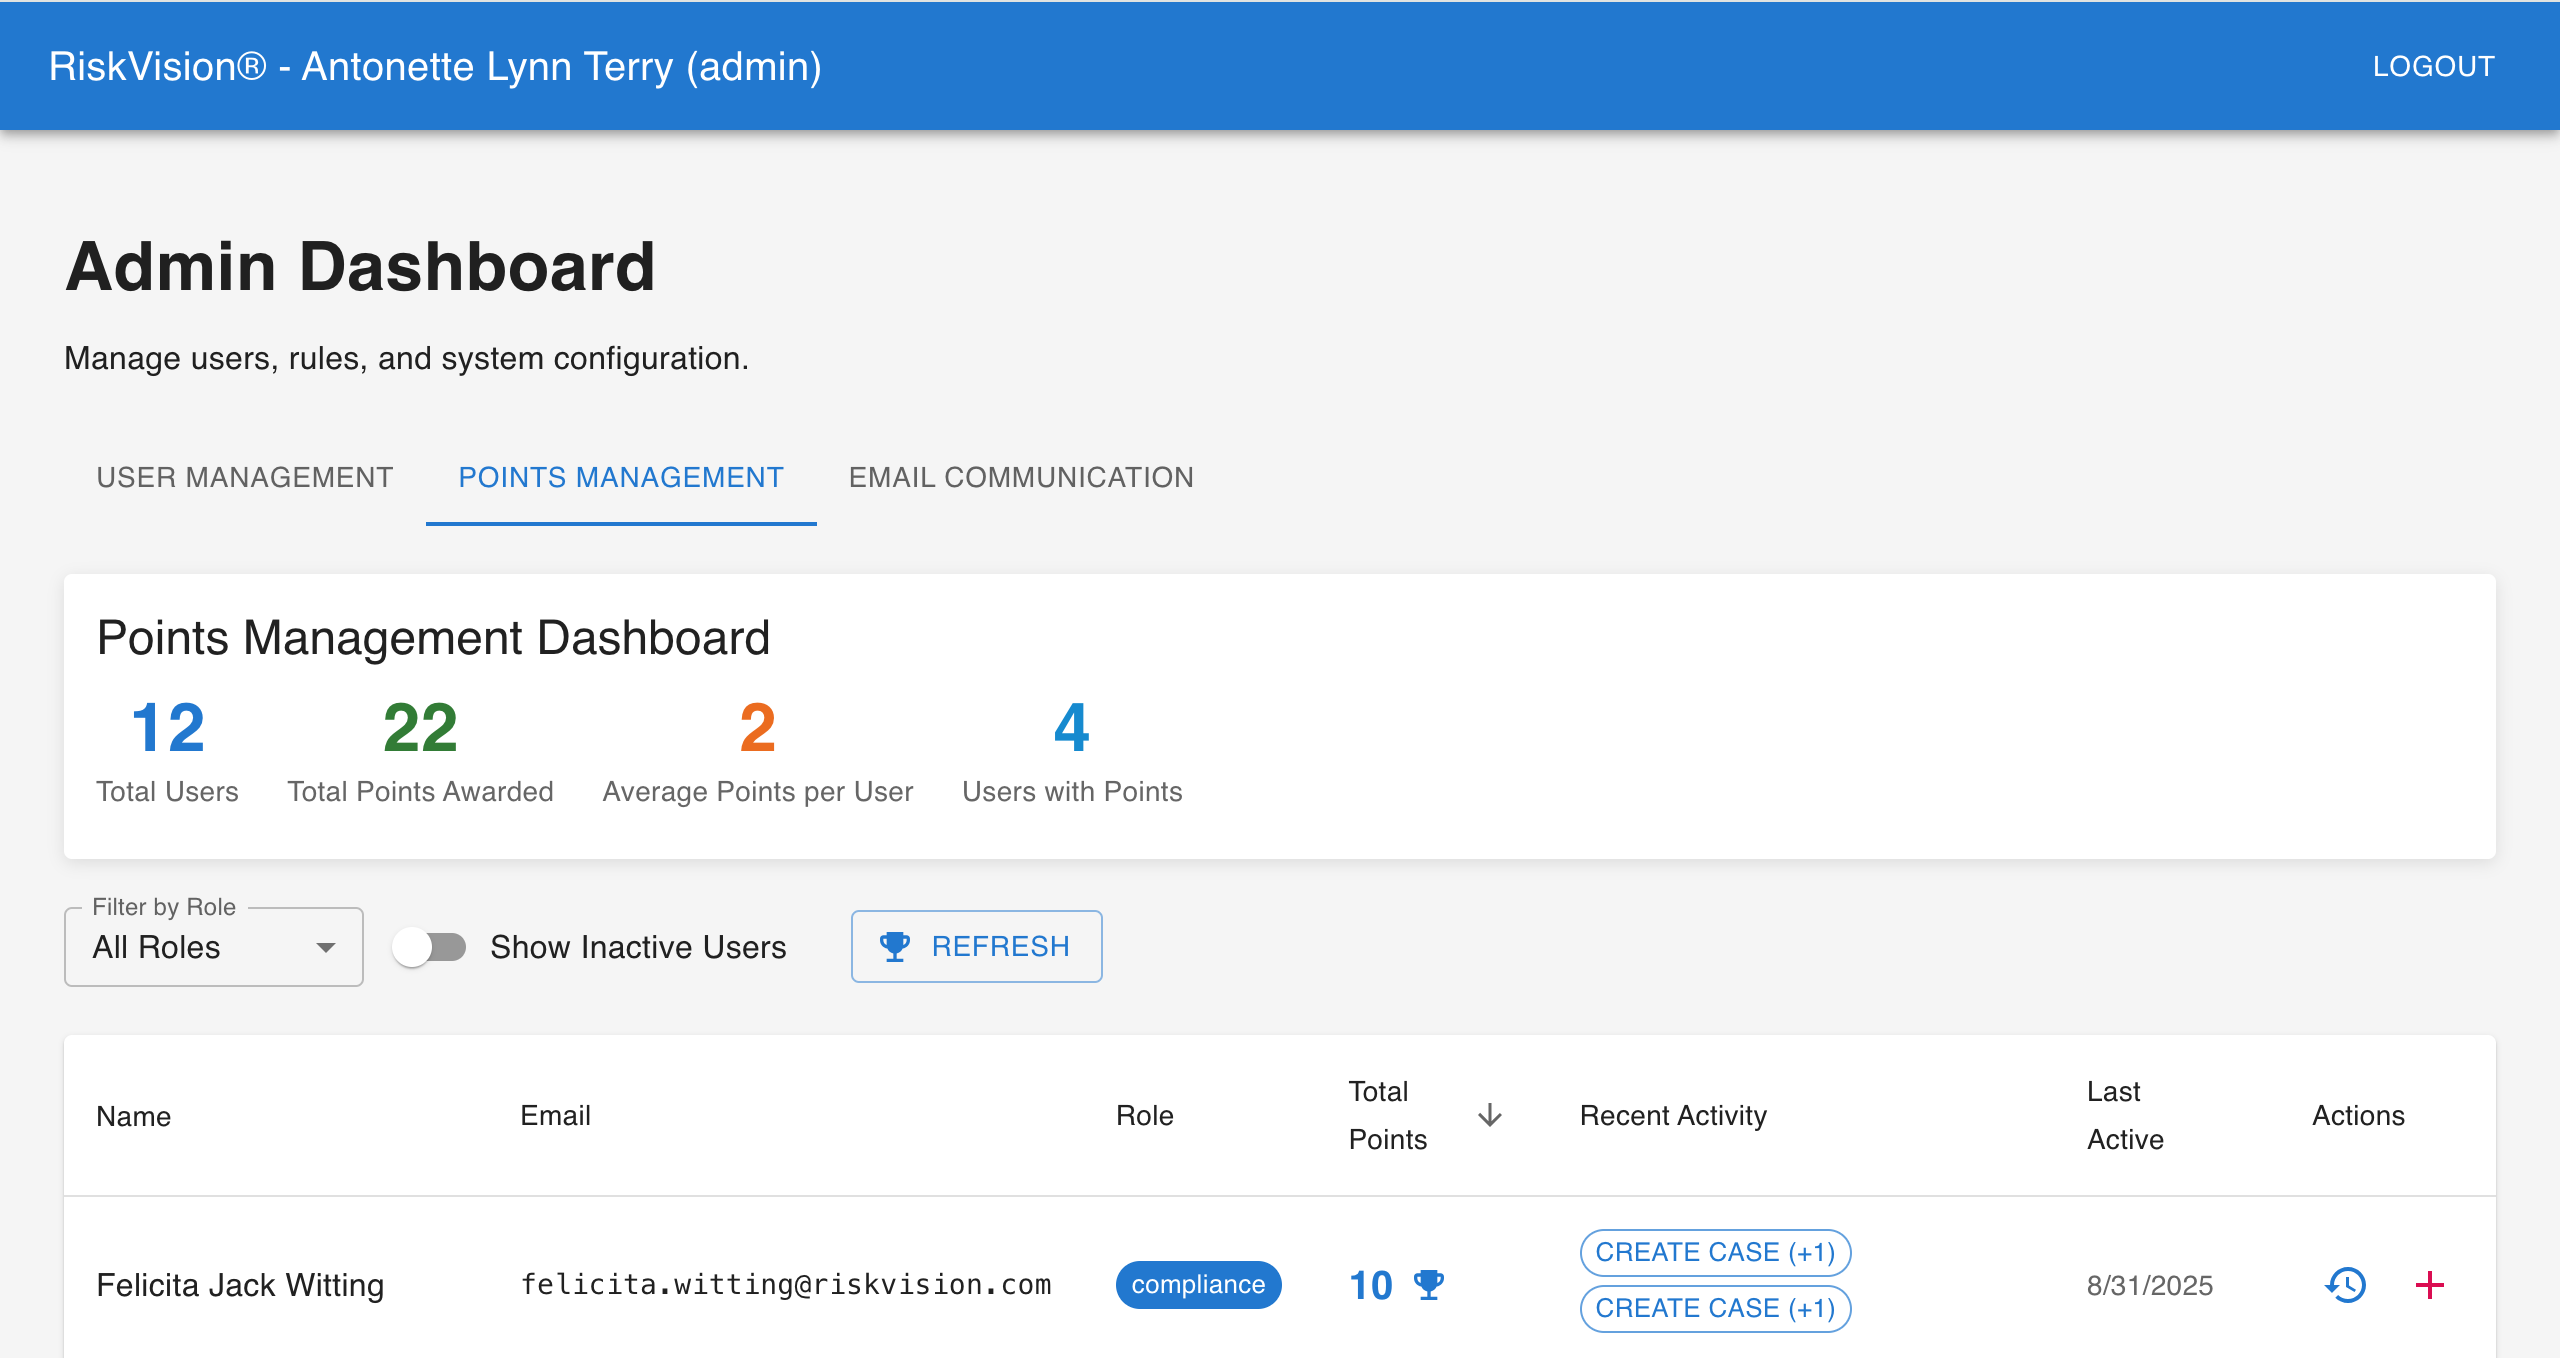 RiskVision® - Antonette Lynn Terry (admin)
LOGOUT
Admin Dashboard
Manage users, rules, and system configuration.
USER MANAGEMENT
POINTS MANAGEMENT
EMAIL COMMUNICATION
Points Management Dashboard
12
Total Users
22
Total Points Awarded
2
Average Points per User
4
Users with Points
Filter by Role
All Roles
Show Inactive Users
REFRESH
Name
Email
Role
Total
Points
Recent Activity
Last
Active
Actions
Felicita Jack Witting
felicita.witting@riskvision.com
compliance
10
CREATE CASE (+1)
CREATE CASE (+1)
8/31/2025